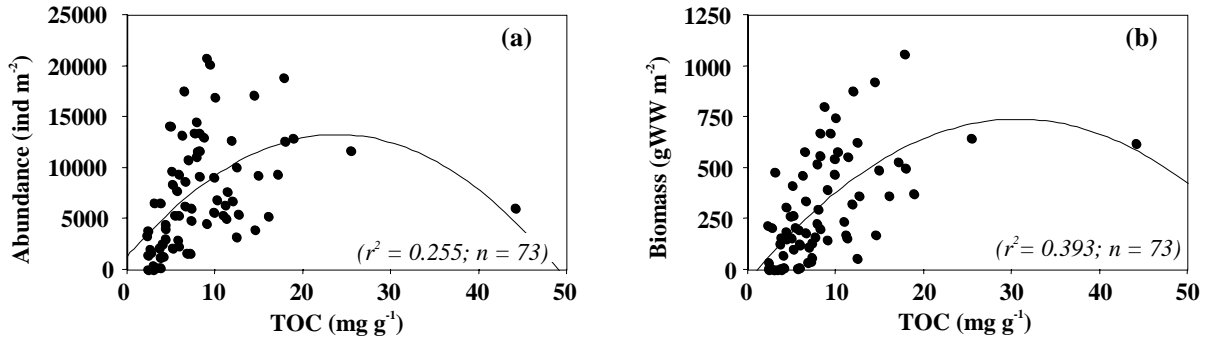 (a)
Abundance (ind m⁻²)
25000
20000
15000
10000
5000
0
(r² = 0.255; n = 73)
0 10 20 30 40 50
TOC (mg g⁻¹)
(b)
Biomass (gWW m⁻²)
1250
1000
750
500
250
0
(r² = 0.393; n = 73)
0 10 20 30 40 50
TOC (mg g⁻¹)